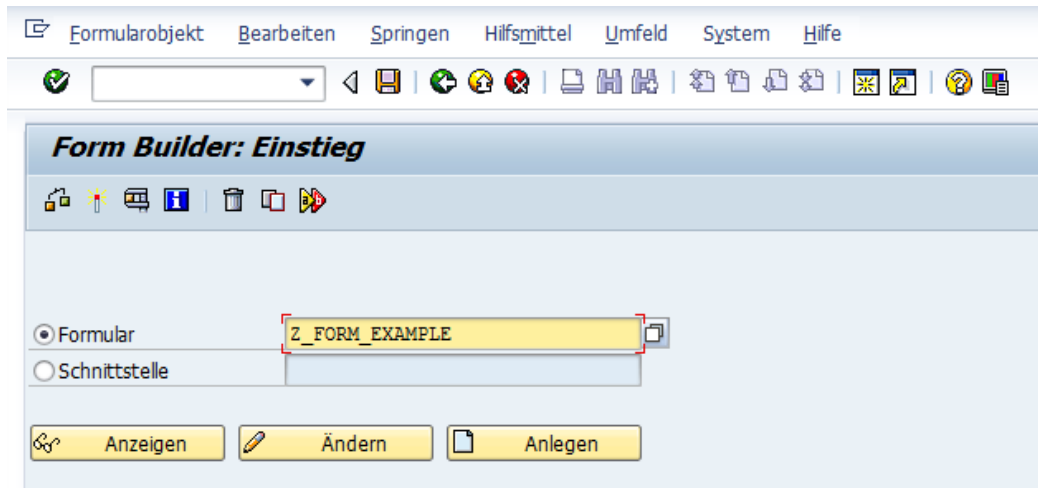 Formularobjekt Bearbeiten Springen Hilfsmittel Umfeld System Hilfe
Form Builder: Einstieg
Formular Z_FORM_EXAMPLE
Schnittstelle
Anzeigen Ändern Anlegen